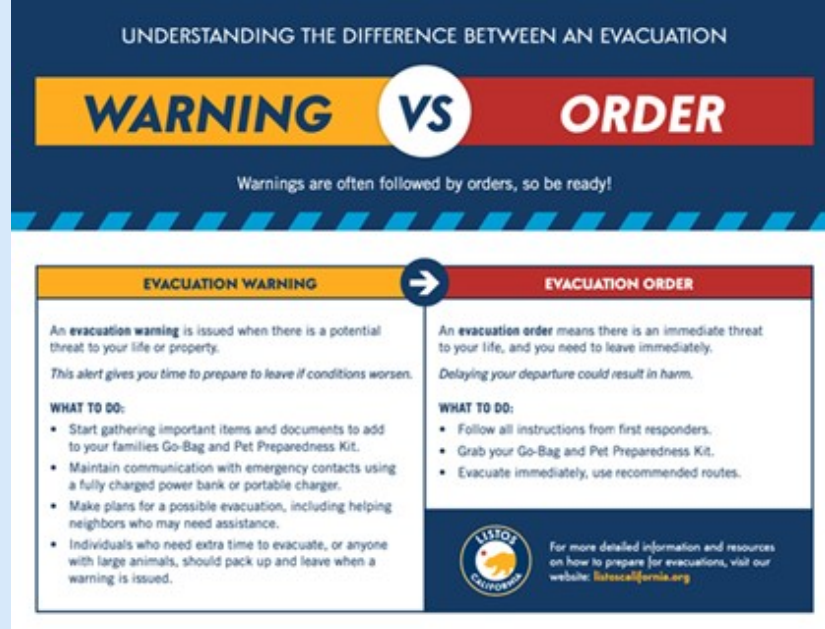 UNDERSTANDING THE DIFFERENCE BETWEEN AN EVACUATION
WARNING VS ORDER
Warnings are often followed by orders, so be ready!
EVACUATION WARNING
An evacuation warning is issued when there is a potential
threat to your life or property.
This alert gives you time to prepare to leave if conditions worsen.
WHAT TO DO:
• Start gathering important items and documents to add
to your families Go-Bag and Pet Preparedness Kit.
• Maintain communication with emergency contacts using
a fully charged power bank or portable charger.
• Make plans for a possible evacuation, including helping
neighbors who may need assistance.
• Individuals who need extra time to evacuate, or anyone
with large animals, should pack up and leave when a
warning is issued.
EVACUATION ORDER
An evacuation order means there is an immediate threat
to your life, and you need to leave immediately.
Delaying your departure could result in harm.
WHAT TO DO:
• Follow all instructions from first responders.
• Grab your Go-Bag and Pet Preparedness Kit.
• Evacuate immediately, use recommended routes.
LISTOS
CALIFORNIA
For more detailed information and resources
on how to prepare for evacuations, visit our
website: listoscalifornia.org